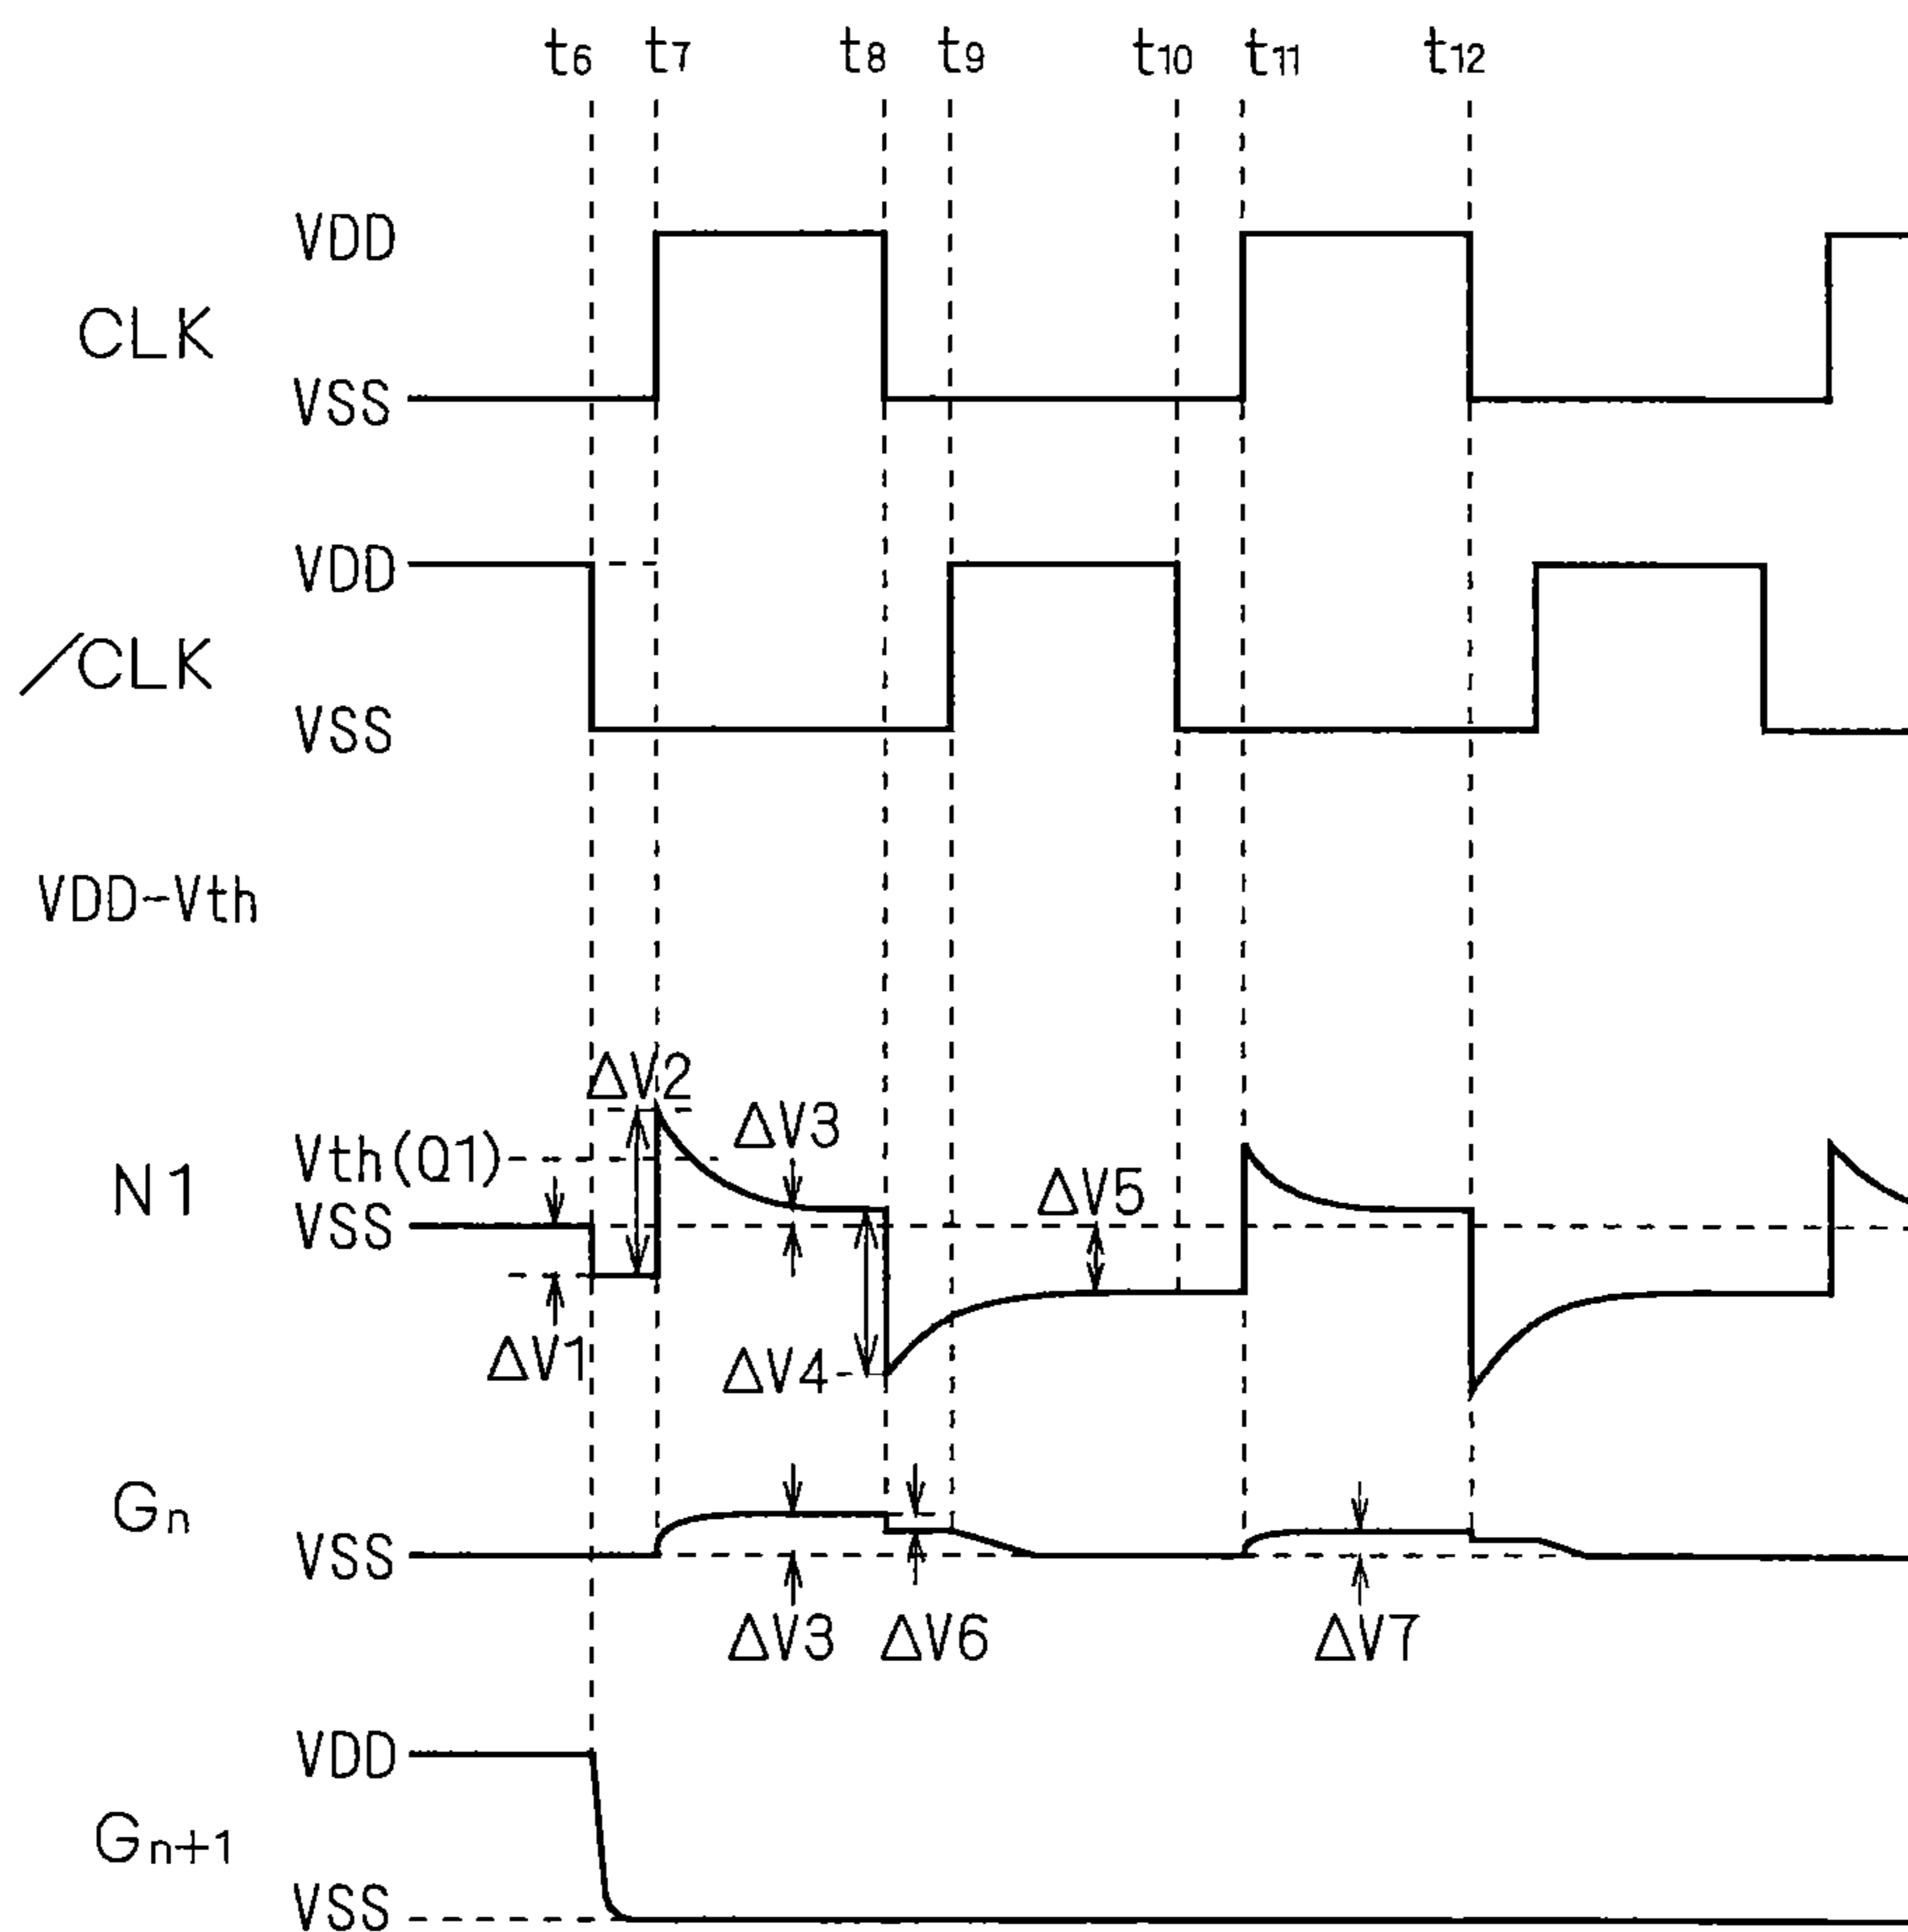 t6 t7 t8 t9 t10 t11 t12
VDD
CLK
VSS
VDD
/CLK
VSS
VDD-Vth
ΔV2
ΔV3
Vth(Q1)
N1
ΔV5
VSS
ΔV1
ΔV4
Gn
VSS
ΔV3 ΔV6 ΔV7
VDD
Gn+1
VSS